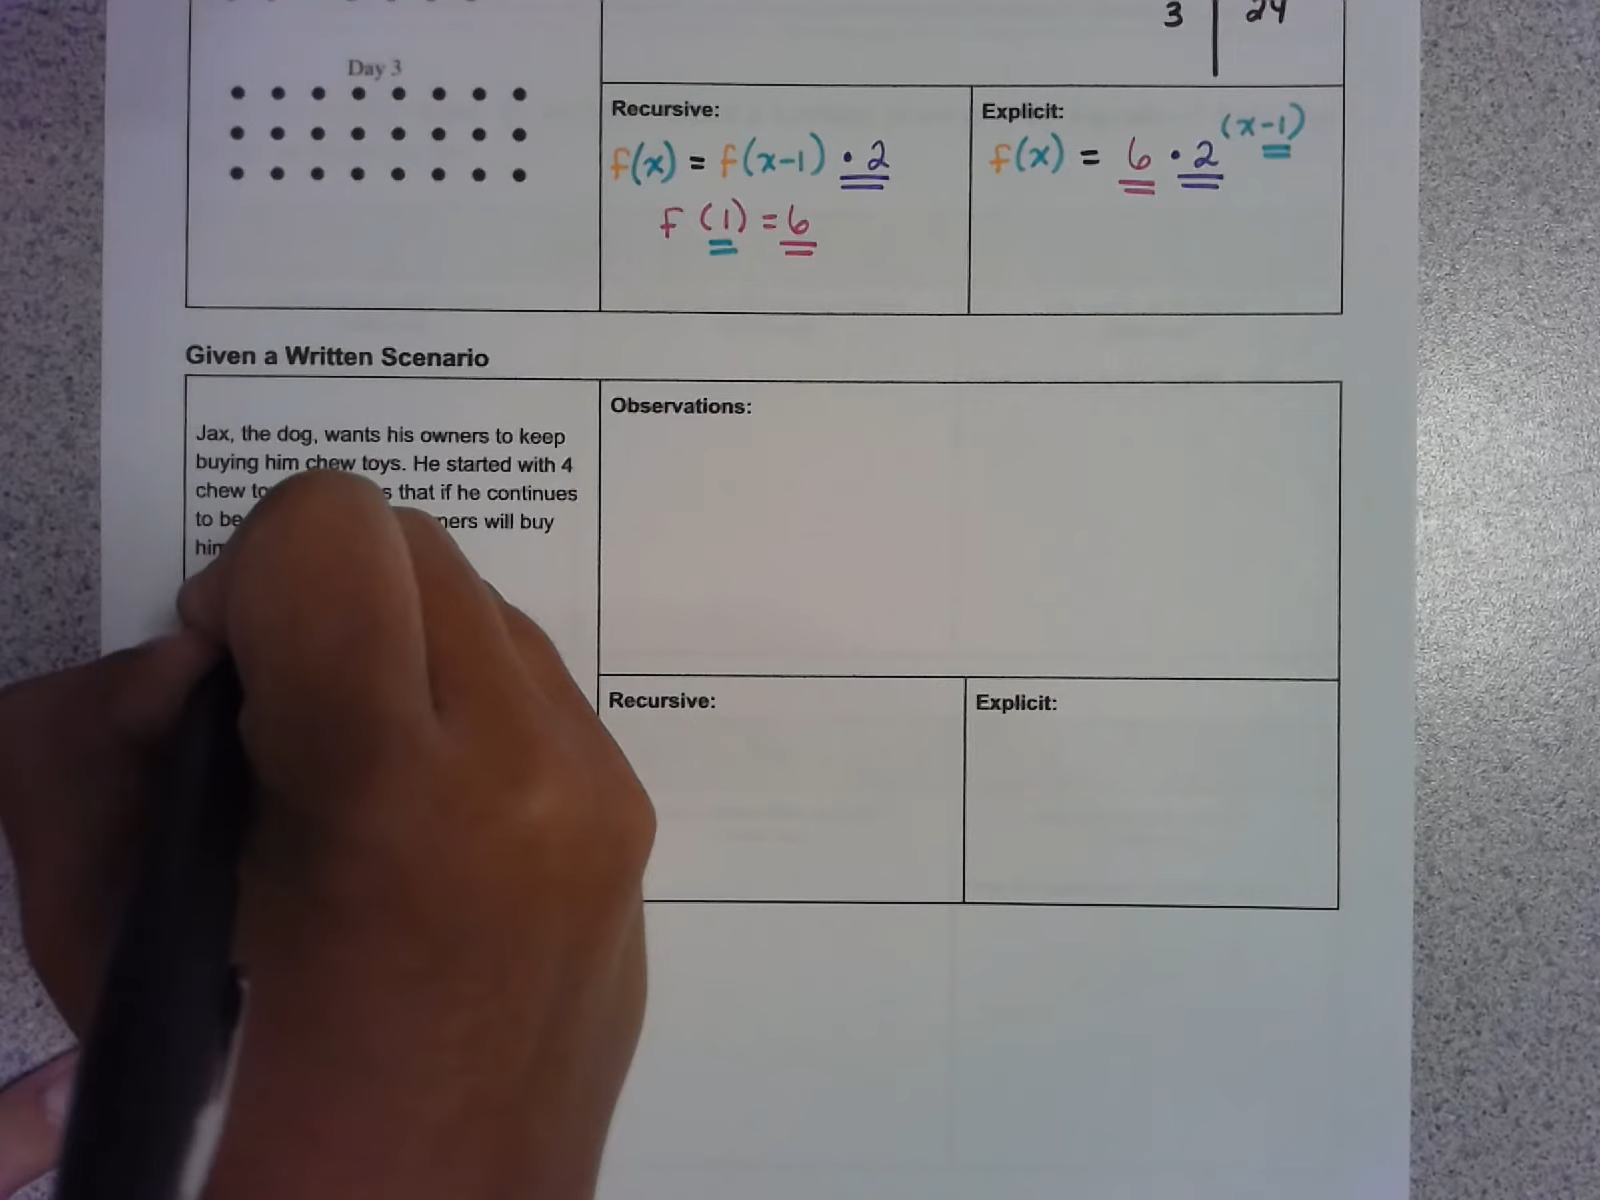 3 | 24
Day 3
Recursive:
f(x) = f(x-1) · 2
f(1) = 6
Explicit:
f(x) = 6 · 2^(x-1)
Given a Written Scenario
Jax, the dog, wants his owners to keep
buying him chew toys. He started with 4
chew that if he continues
to will buy
Observations:
Recursive:
Explicit: